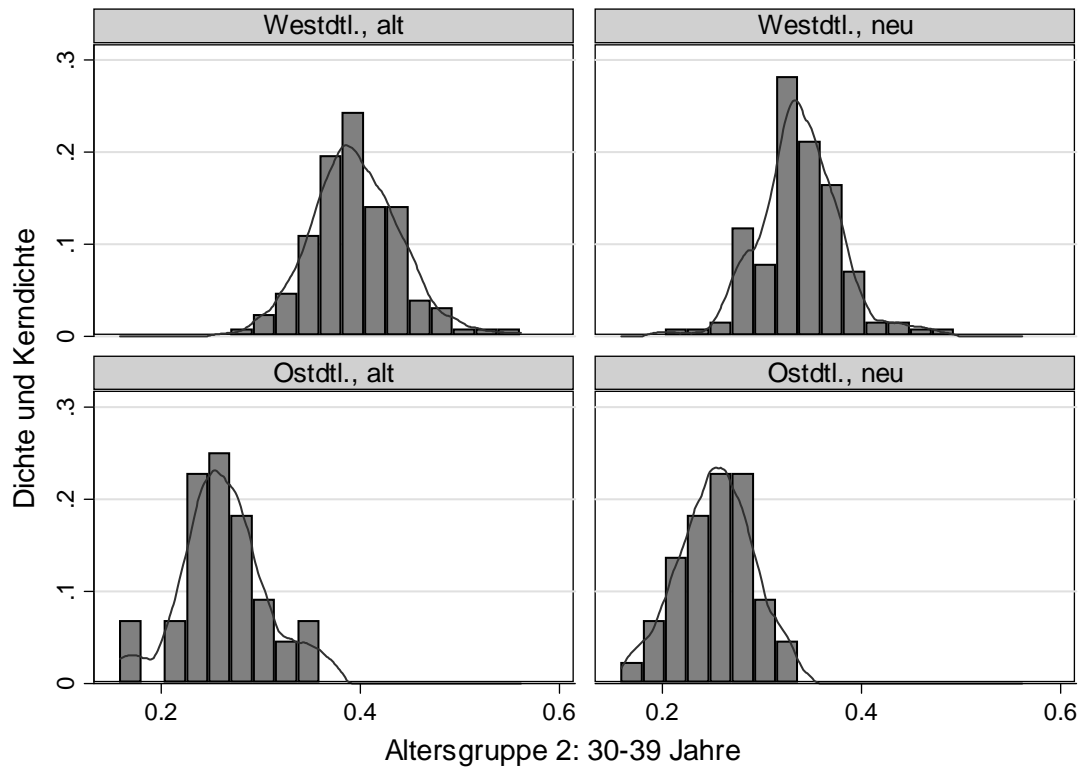 Westdtl., alt
Westdtl., neu
Ostdtl., alt
Ostdtl., neu
Dichte und Kerndichte
0 .1 .2 .3
0 .1 .2 .3
0.2 0.4 0.6
0.2 0.4 0.6
Altersgruppe 2: 30-39 Jahre